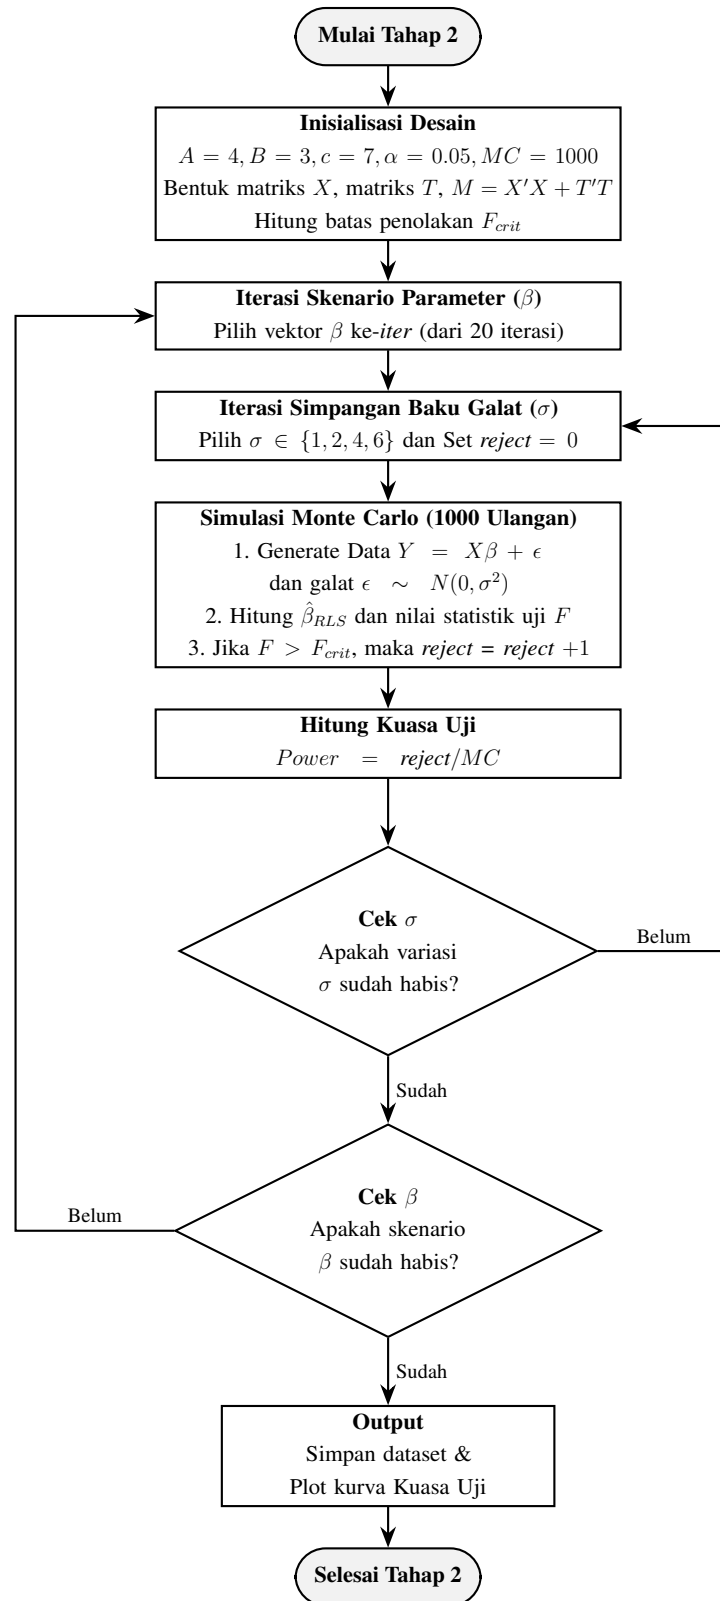 Mulai Tahap 2
Inisialisasi Desain
A = 4, B = 3, c = 7, α = 0.05, MC = 1000
Bentuk matriks X, matriks T, M = X′X + T′T
Hitung batas penolakan F_{crit}
Iterasi Skenario Parameter (β)
Pilih vektor β ke-iter (dari 20 iterasi)
Iterasi Simpangan Baku Galat (σ)
Pilih σ ∈ {1, 2, 4, 6} dan Set reject = 0
Simulasi Monte Carlo (1000 Ulangan)
1. Generate Data Y = Xβ + ϵ
dan galat ϵ ∼ N(0, σ²)
2. Hitung β̂_{RLS} dan nilai statistik uji F
3. Jika F > F_{crit}, maka reject = reject +1
Hitung Kuasa Uji
Power = reject/MC
Cek σ
Apakah variasi
σ sudah habis?
Belum
Sudah
Cek β
Apakah skenario
β sudah habis?
Belum
Sudah
Output
Simpan dataset &
Plot kurva Kuasa Uji
Selesai Tahap 2